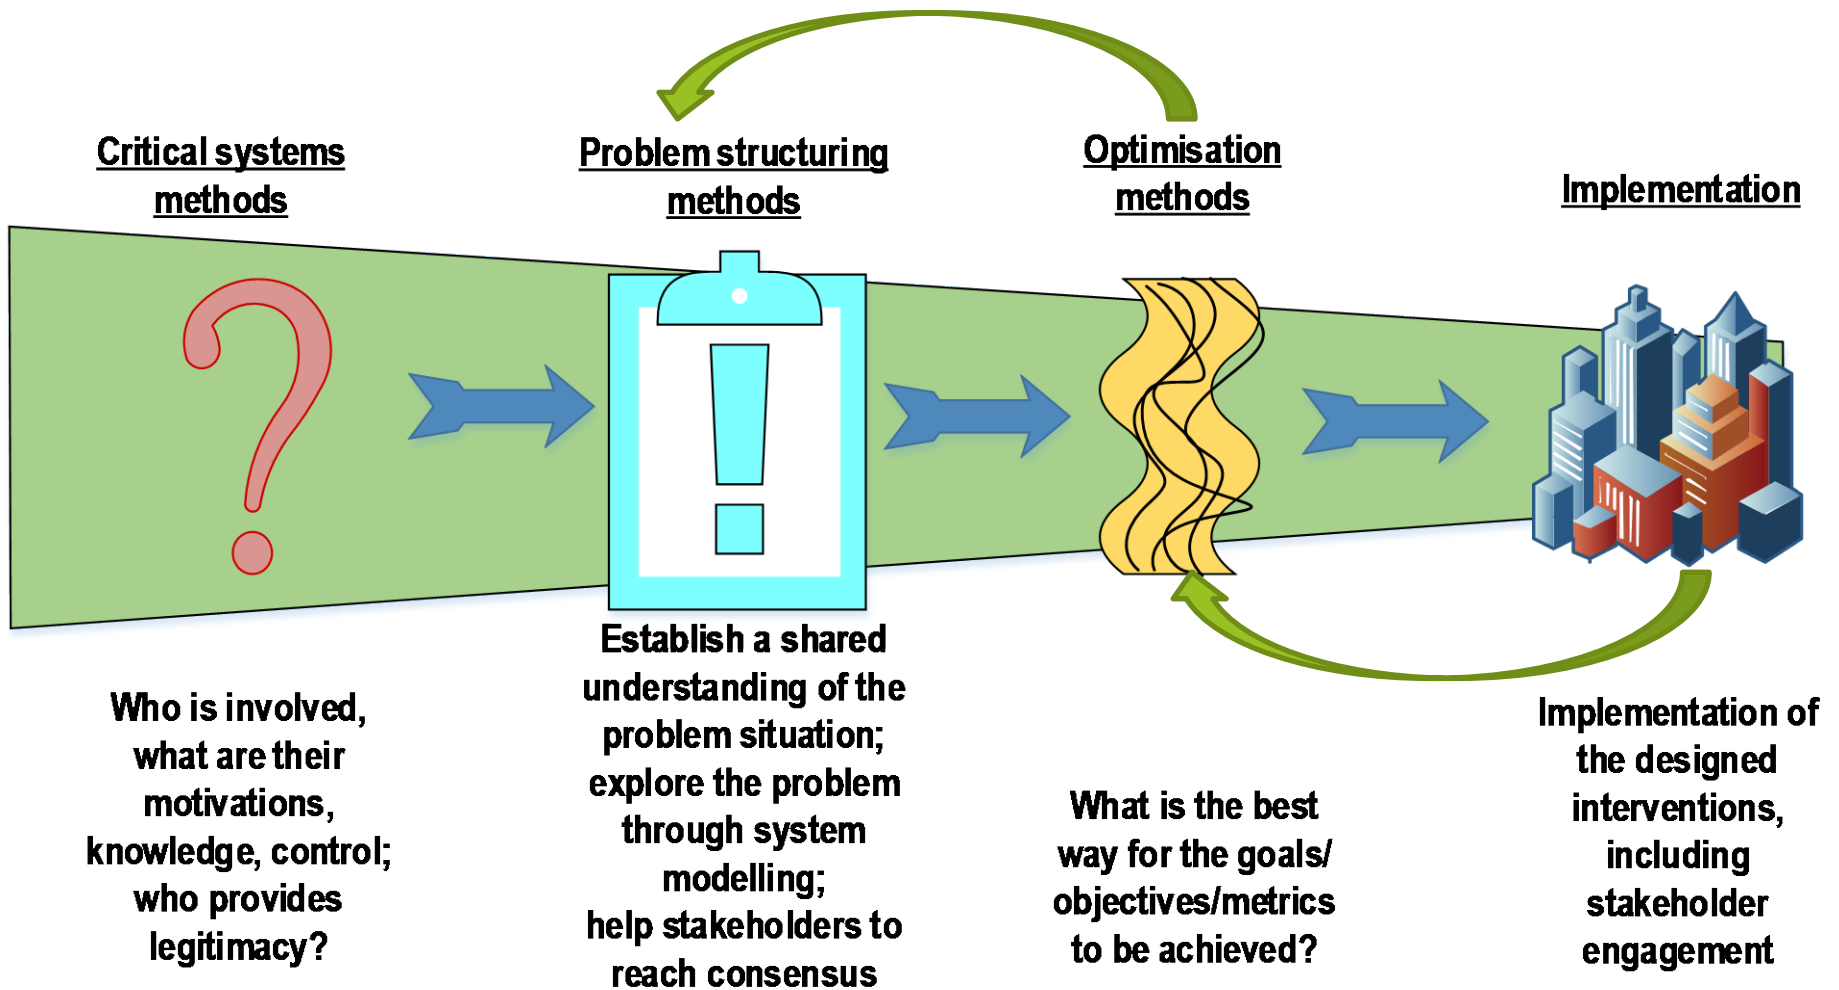 Critical systems
methods
Problem structuring
methods
Optimisation
methods
Implementation
Who is involved,
what are their
motivations,
knowledge, control;
who provides
legitimacy?
Establish a shared
understanding of the
problem situation;
explore the problem
through system
modelling;
help stakeholders to
reach consensus
What is the best
way for the goals/
objectives/metrics
to be achieved?
Implementation of
the designed
interventions,
including
stakeholder
engagement